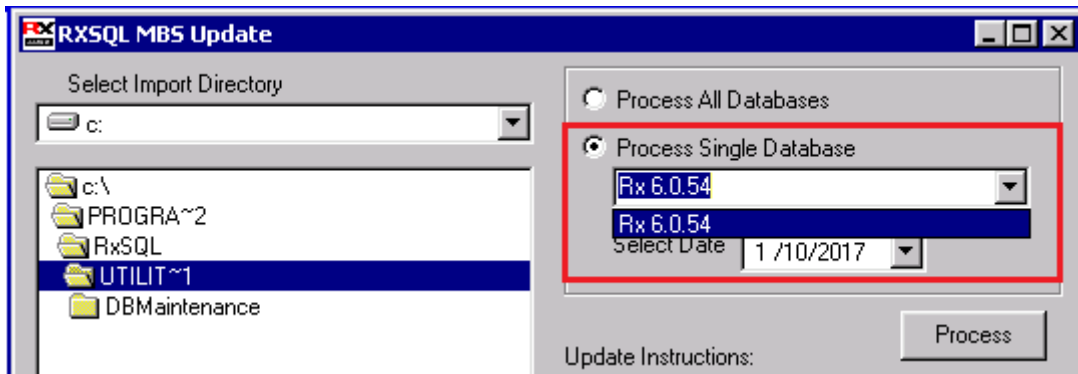 RXSQL MBS Update
Select Import Directory
c:
c:\
PROGRA~2
RxSQL
UTILIT~1
DBMaintenance
Process All Databases
Process Single Database
Rx 6.0.54
Rx 6.0.54
Select Date 1 /10/2017
Process
Update Instructions: